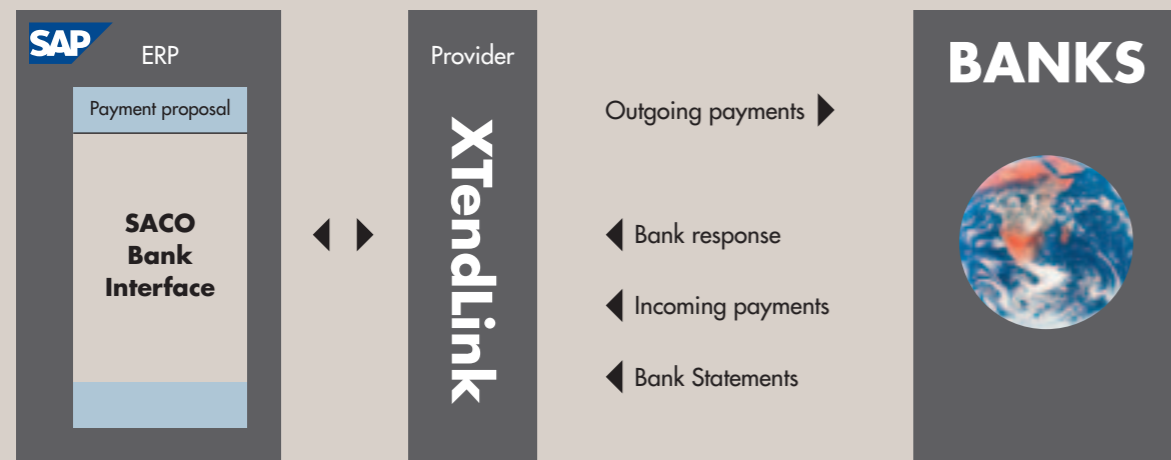 SAP
ERP
Payment proposal
SACO
Bank
Interface
Provider
XTendLink
Outgoing payments
Bank response
Incoming payments
Bank Statements
BANKS